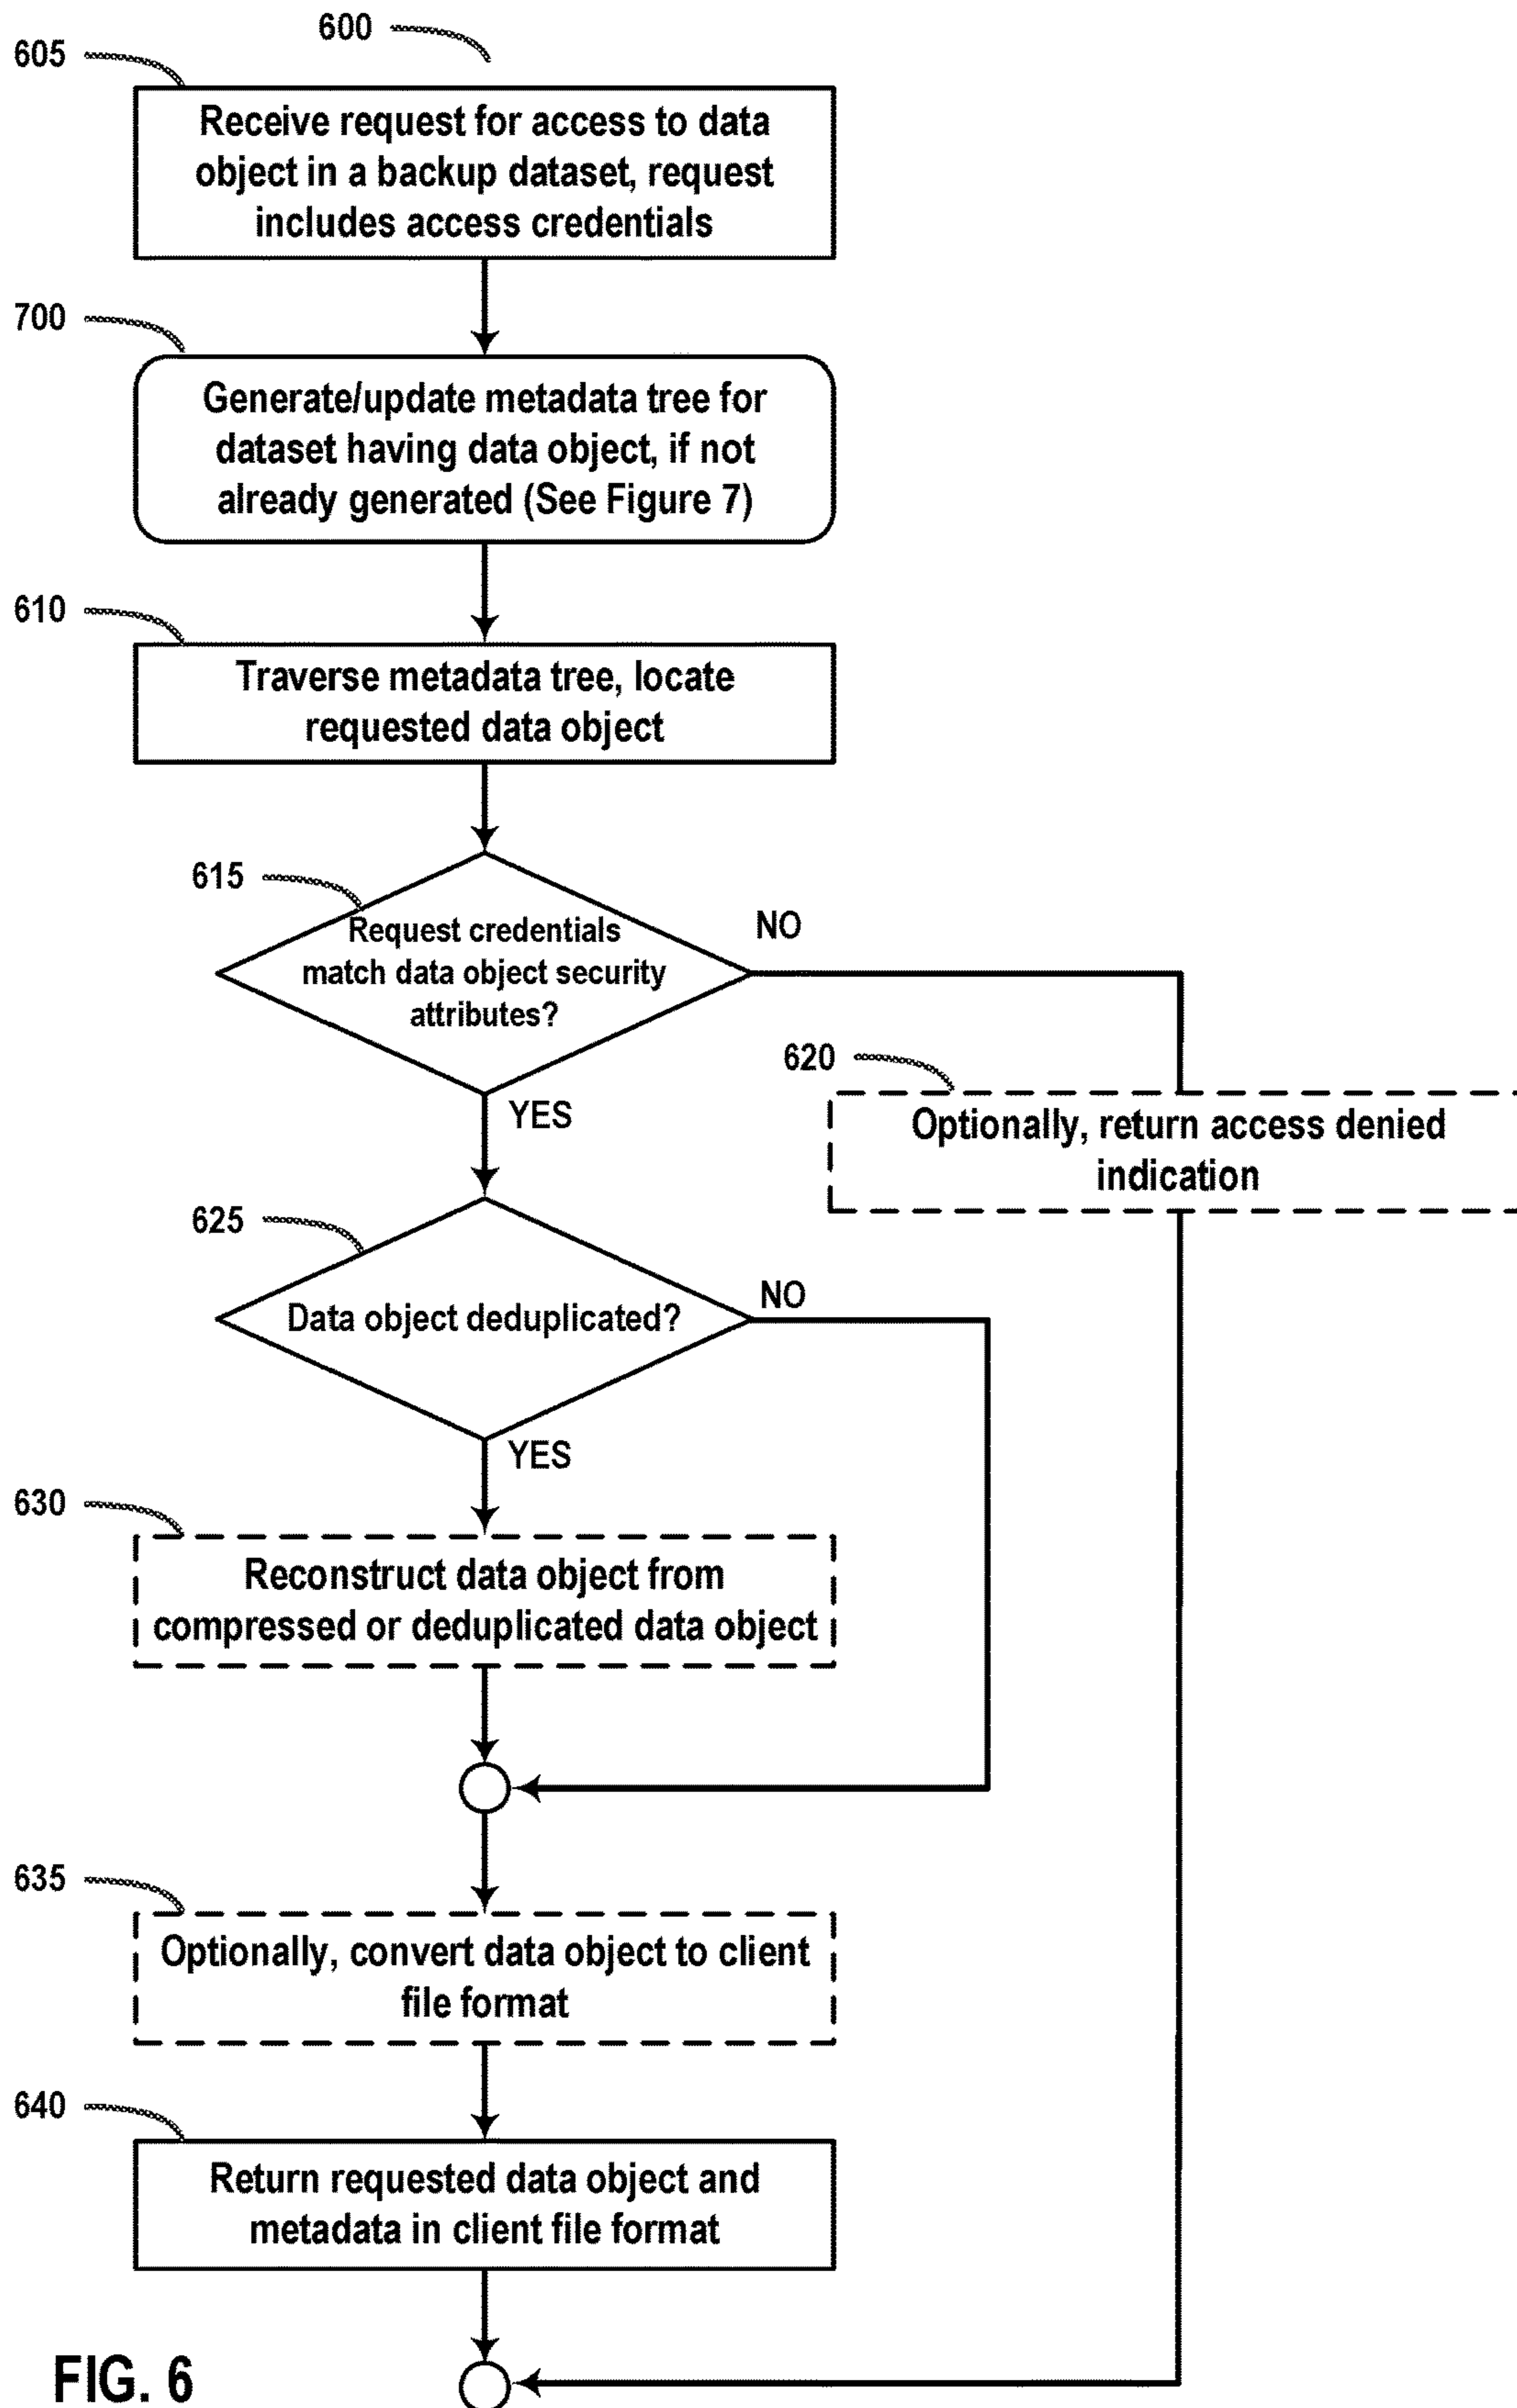 600
605
Receive request for access to data
object in a backup dataset, request
includes access credentials
700
Generate/update metadata tree for
dataset having data object, if not
already generated (See Figure 7)
610
Traverse metadata tree, locate
requested data object
615
Request credentials
match data object security
attributes?
NO
YES
620
Optionally, return access denied
indication
625
Data object deduplicated?
NO
YES
630
Reconstruct data object from
compressed or deduplicated data object
635
Optionally, convert data object to client
file format
640
Return requested data object and
metadata in client file format
FIG. 6